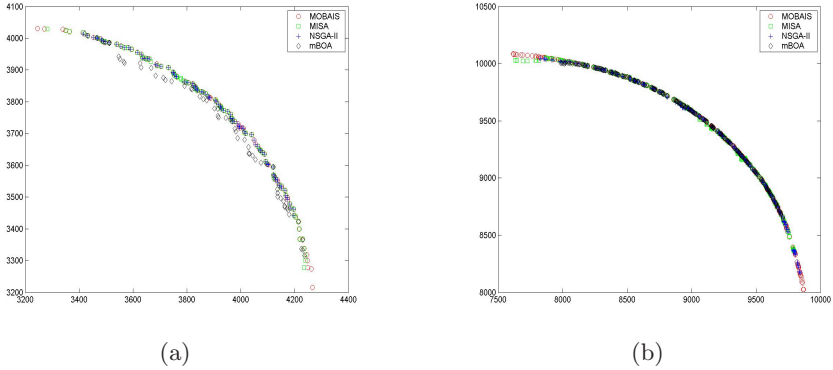 4100
4000
3900
3800
3700
3600
3500
3400
3300
3200
3200 3400 3600 3800 4000 4200 4400
MOBAIS
MISA
NSGA-II
mBOA
(a)
10500
10000
9500
9000
8500
8000
7500 8000 8500 9000 9500 10000
MOBAIS
MISA
NSGA-II
mBOA
(b)